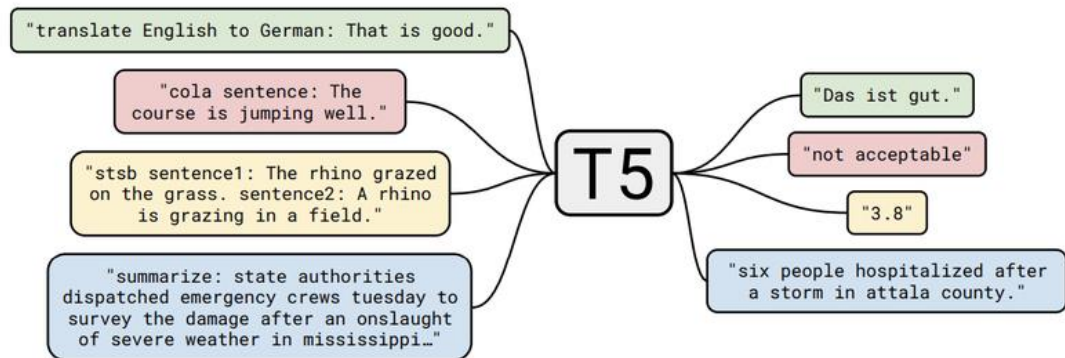 "translate English to German: That is good."
"cola sentence: The
course is jumping well."
"stsb sentence1: The rhino grazed
on the grass. sentence2: A rhino
is grazing in a field."
"summarize: state authorities
dispatched emergency crews tuesday to
survey the damage after an onslaught
of severe weather in mississippi…"
T5
"Das ist gut."
"not acceptable"
"3.8"
"six people hospitalized after
a storm in attala county."